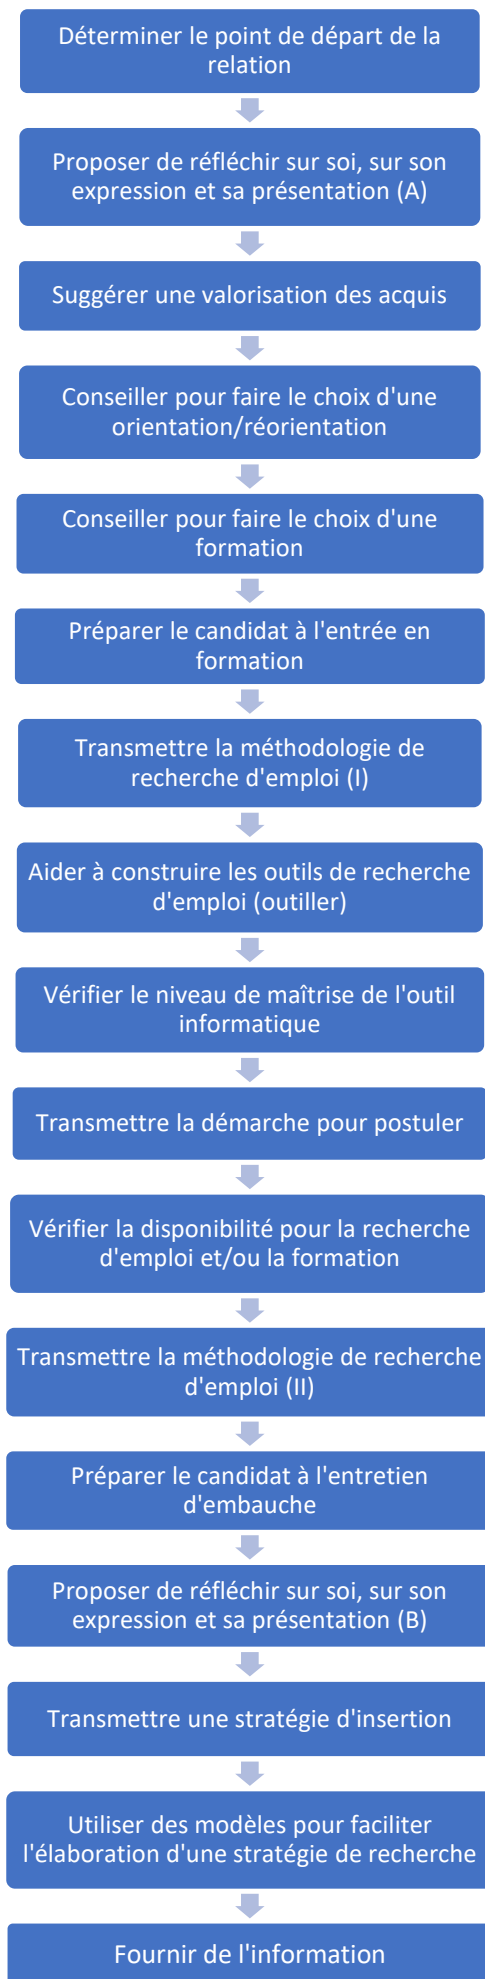 Déterminer le point de départ de la
relation
Proposer de réfléchir sur soi, sur son
expression et sa présentation (A)
Suggérer une valorisation des acquis
Conseiller pour faire le choix d'une
orientation/réorientation
Conseiller pour faire le choix d'une
formation
Préparer le candidat à l'entrée en
formation
Transmettre la méthodologie de
recherche d'emploi (I)
Aider à construire les outils de recherche
d'emploi (outiller)
Vérifier le niveau de maîtrise de l'outil
informatique
Transmettre la démarche pour postuler
Vérifier la disponibilité pour la recherche
d'emploi et/ou la formation
Transmettre la méthodologie de recherche
d'emploi (II)
Préparer le candidat à l'entretien
d'embauche
Proposer de réfléchir sur soi, sur son
expression et sa présentation (B)
Transmettre une stratégie d'insertion
Utiliser des modèles pour faciliter
l'élaboration d'une stratégie de recherche
Fournir de l'information